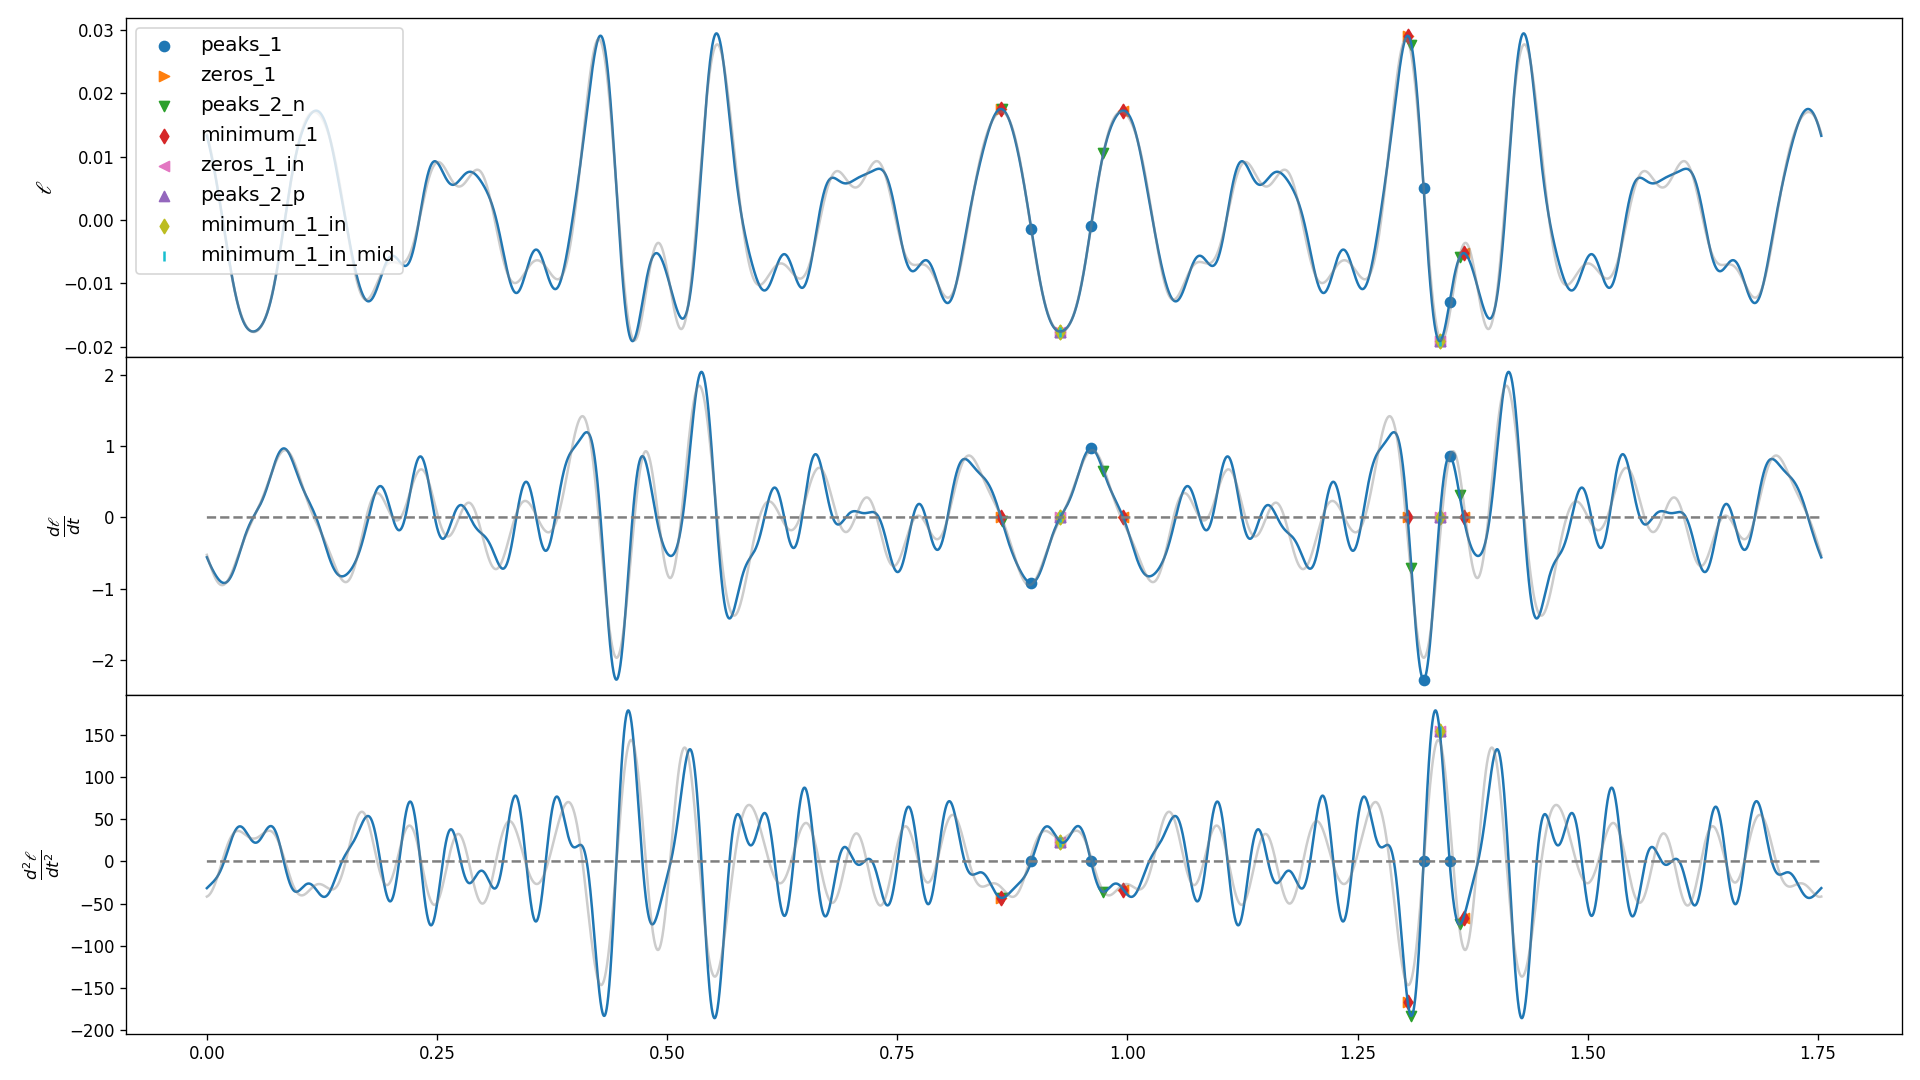 0.03
0.02
0.01
0.00
−0.01
−0.02
ℓ
peaks_1
zeros_1
peaks_2_n
minimum_1
zeros_1_in
peaks_2_p
minimum_1_in
minimum_1_in_mid
2
1
0
−1
−2
dℓ
dt
150
100
50
0
−50
−100
−150
−200
d²ℓ
dt²
0.00 0.25 0.50 0.75 1.00 1.25 1.50 1.75